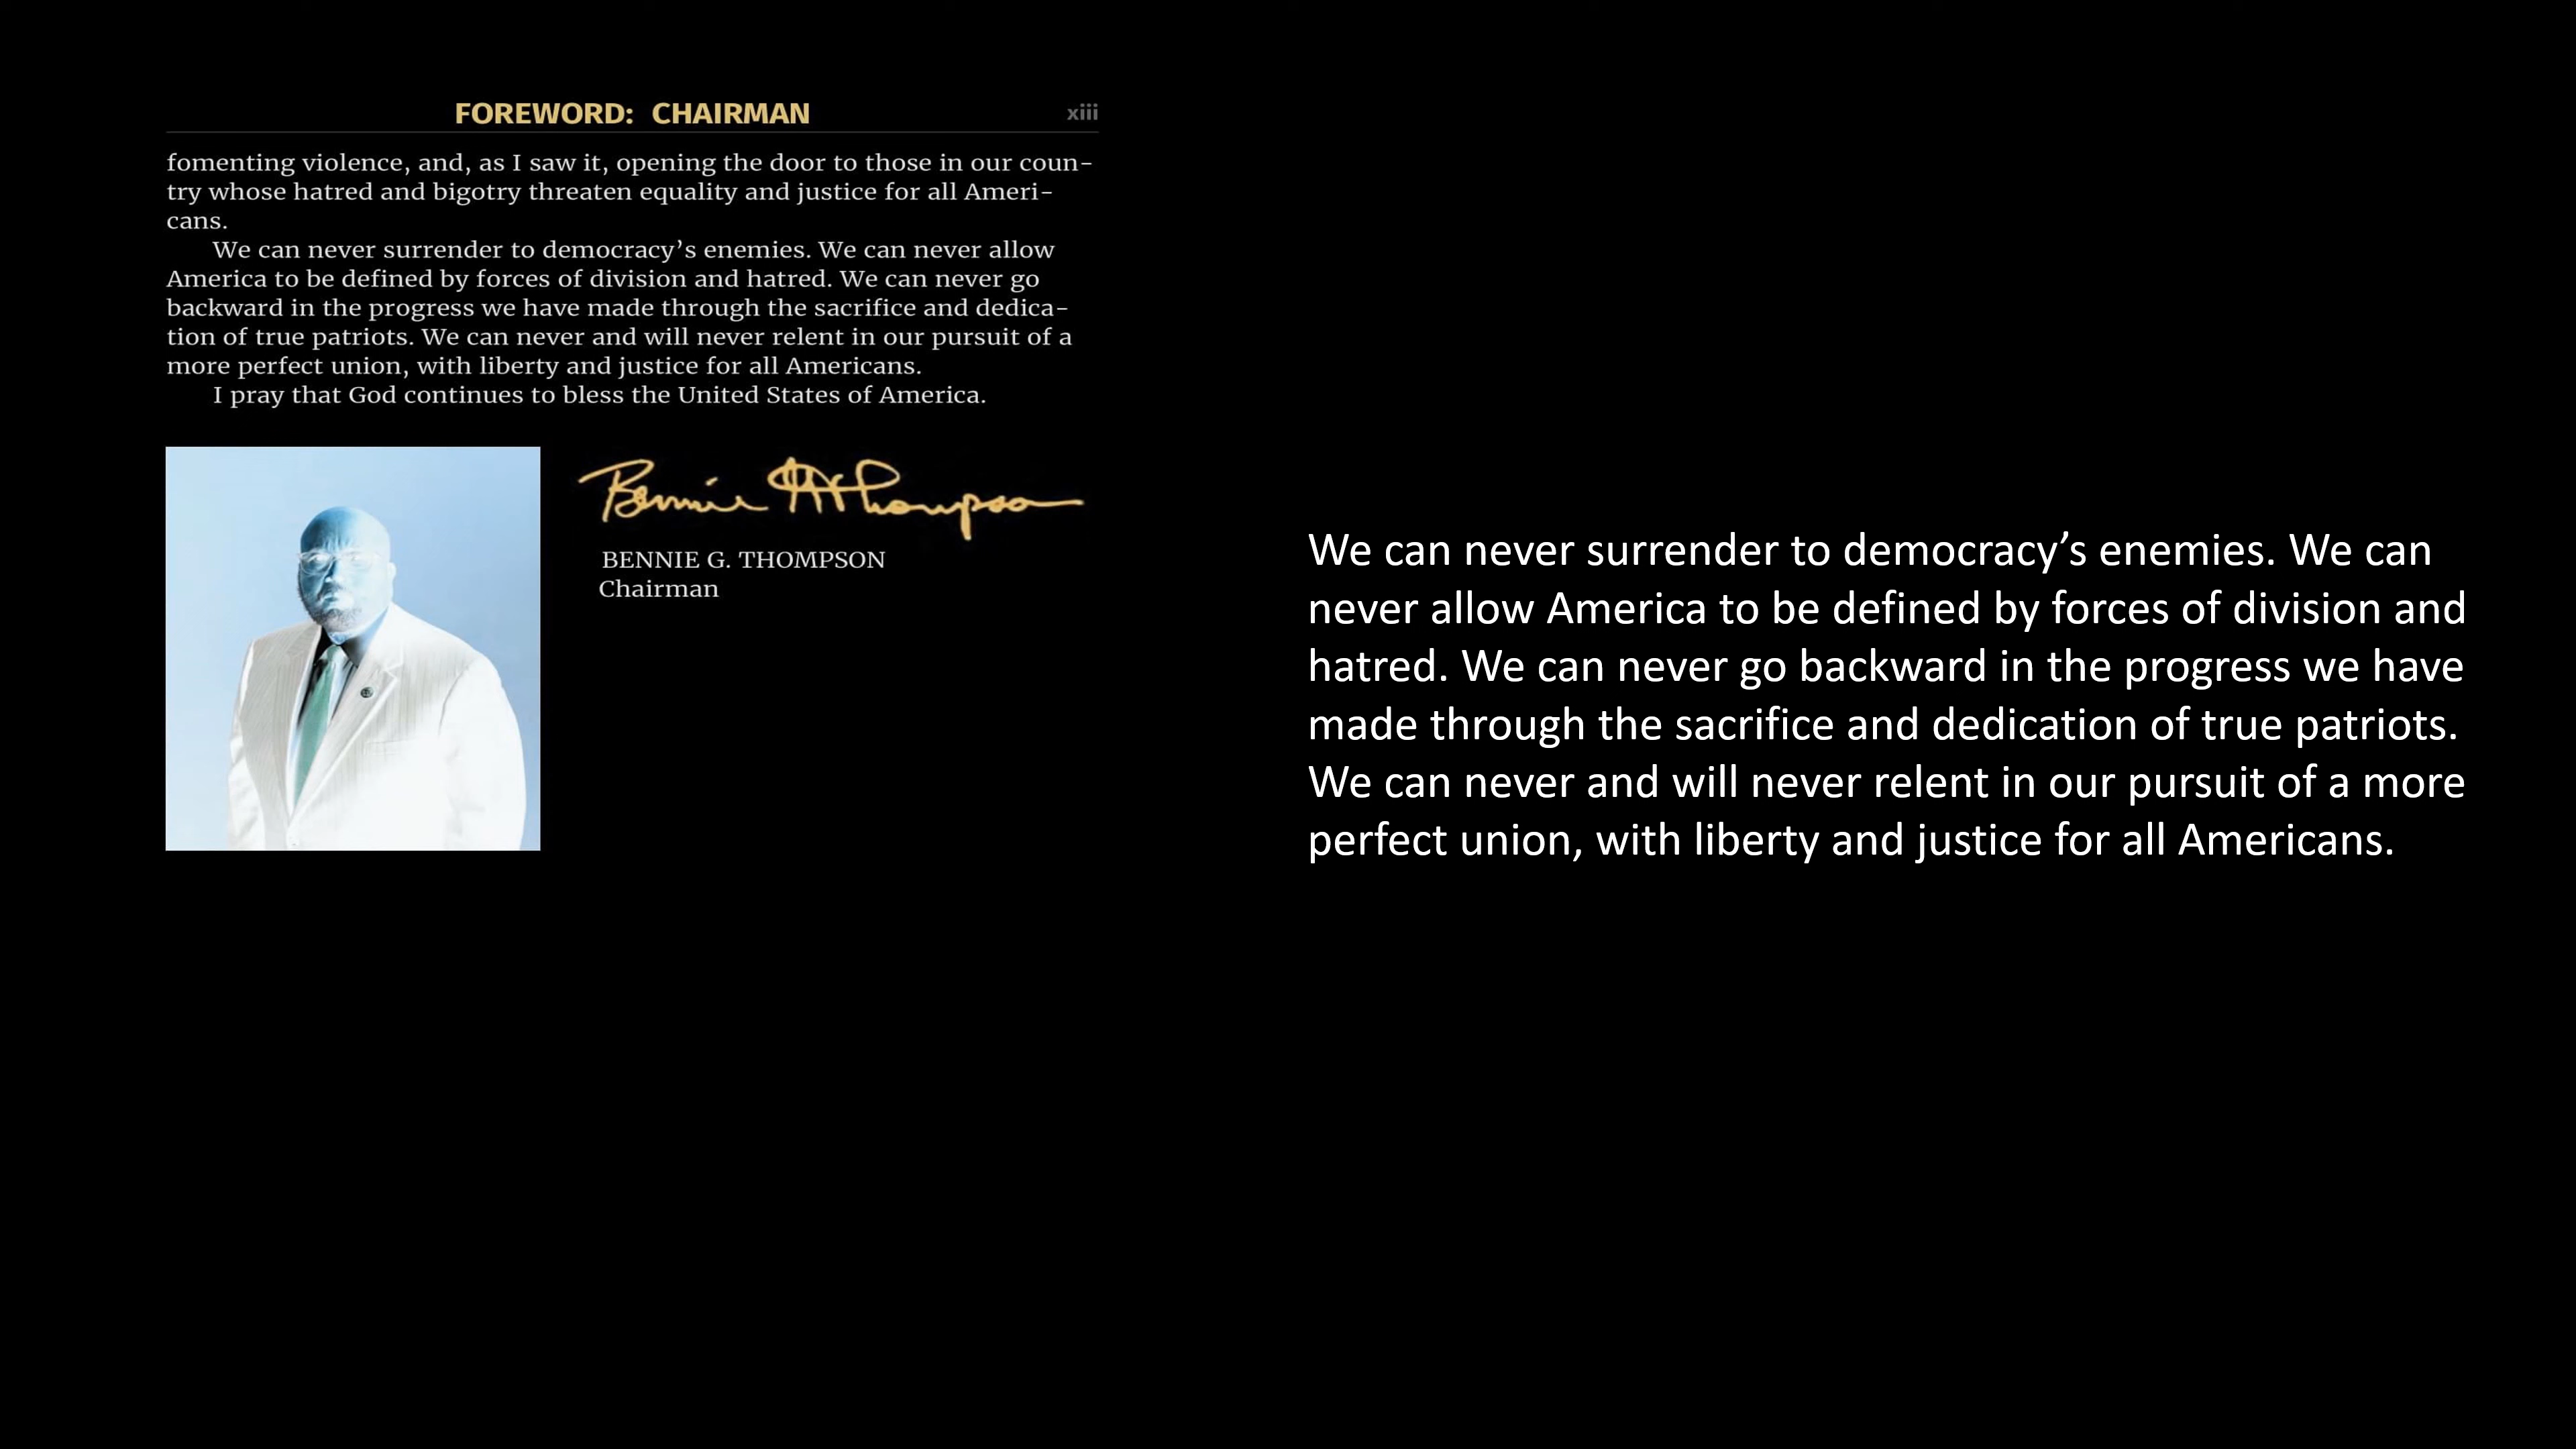 FOREWORD: CHAIRMAN xiii
fomenting violence, and, as I saw it, opening the door to those in our coun-
try whose hatred and bigotry threaten equality and justice for all Ameri-
cans.
We can never surrender to democracy’s enemies. We can never allow
America to be defined by forces of division and hatred. We can never go
backward in the progress we have made through the sacrifice and dedica-
tion of true patriots. We can never and will never relent in our pursuit of a
more perfect union, with liberty and justice for all Americans.
I pray that God continues to bless the United States of America.
Bennie G. Thompson
BENNIE G. THOMPSON
Chairman
We can never surrender to democracy’s enemies. We can
never allow America to be defined by forces of division and
hatred. We can never go backward in the progress we have
made through the sacrifice and dedication of true patriots.
We can never and will never relent in our pursuit of a more
perfect union, with liberty and justice for all Americans.